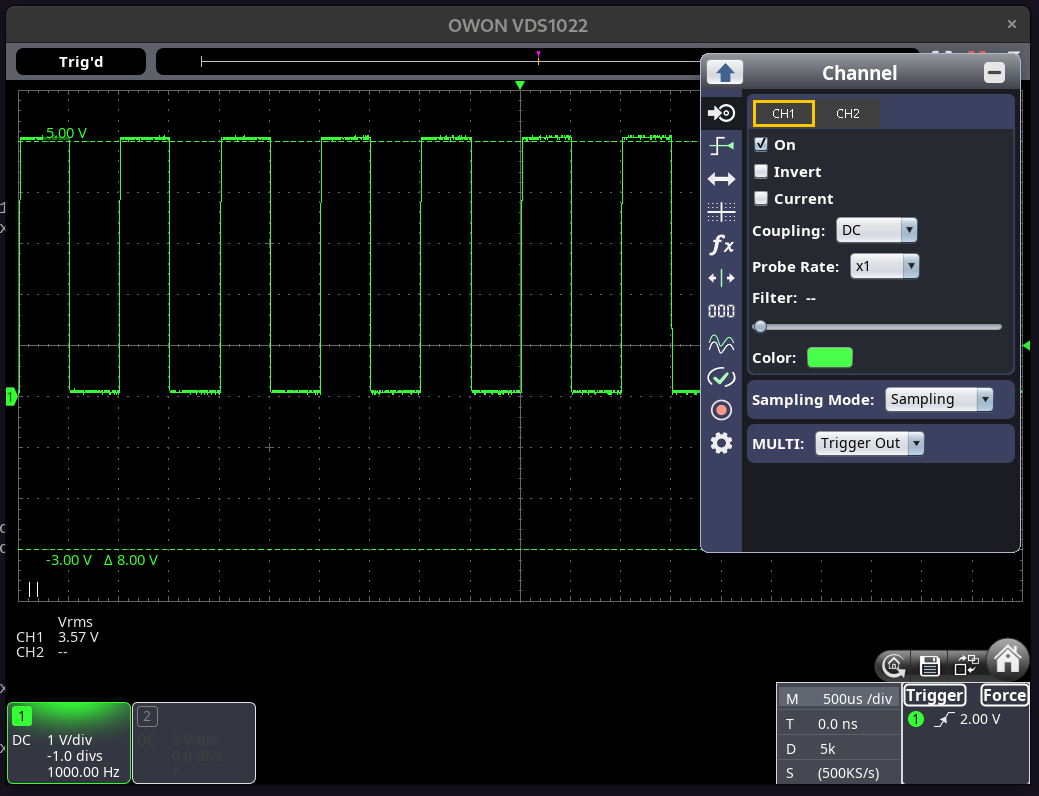 OWON VDS1022
×
Trig'd
Channel
CH1 CH2
On
Invert
Current
Coupling: DC
Probe Rate: x1
Filter: --
Color:
Sampling Mode: Sampling
MULTI: Trigger Out
fx
000
5.00 V
1
-3.00 V Δ 8.00 V
Vrms
CH1 3.57 V
CH2 --
1
DC 1 V/div
-1.0 divs
1000.00 Hz
2
DC 2 V/div
0.0 divs
?
M 500us /div
T 0.0 ns
D 5k
S (500KS/s)
Trigger Force
1 2.00 V